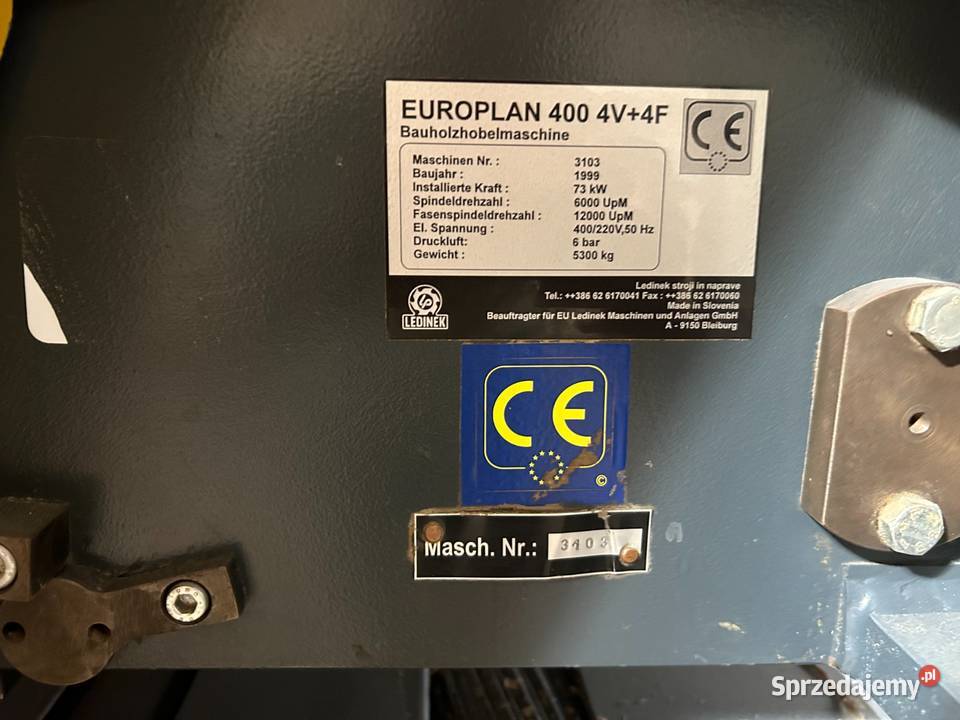 EUROPLAN 400 4V+4F
Bauholzhobelmaschine
CE
Maschinen Nr. : 3103
Baujahr : 1999
Installierte Kraft : 73 kW
Spindeldrehzahl : 6000 UpM
Fasenspindeldrehzahl : 12000 UpM
El. Spannung : 400/220V,50 Hz
Druckluft: 6 bar
Gewicht : 5300 kg
LEDINEK
Ledinek stroji in naprave
Tel.: ++386 62 6170041 Fax : ++386 62 6170060
Made in Slovenia
Beauftragter für EU Ledinek Maschinen und Anlagen GmbH
A - 9150 Bleiburg
CE
©
Masch. Nr.: 3103
Sprzedajemy.pl